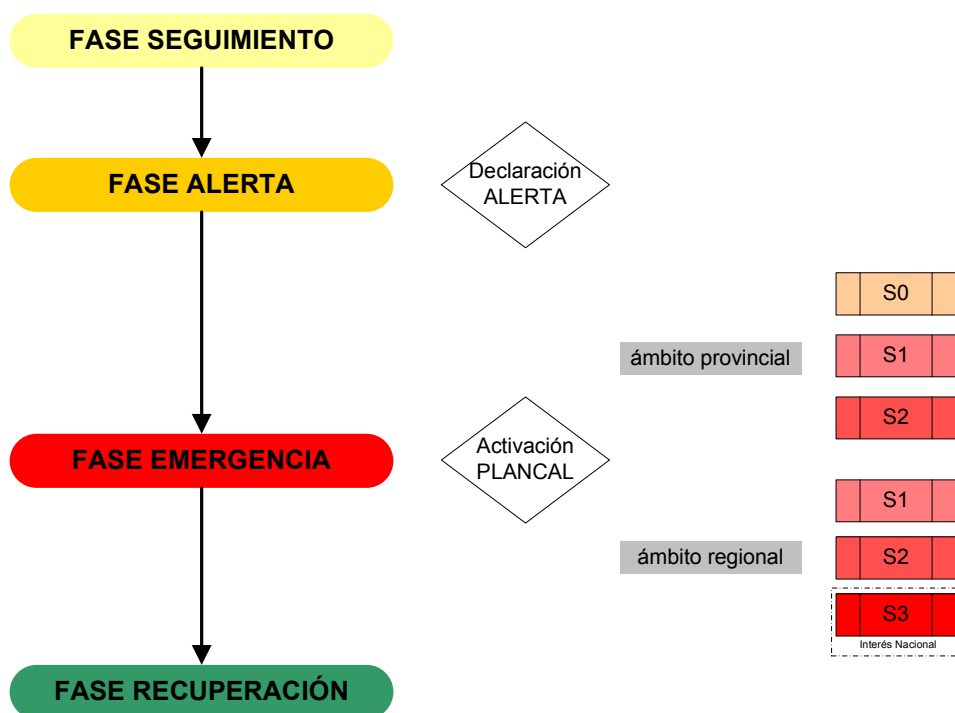 FASE SEGUIMIENTO
FASE ALERTA
Declaración
ALERTA
S0
ámbito provincial
S1
S2
FASE EMERGENCIA
Activación
PLANCAL
S1
ámbito regional
S2
S3
Interés Nacional
FASE RECUPERACIÓN